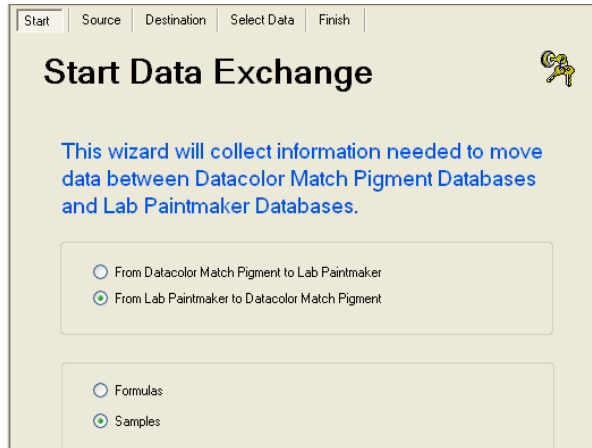 Start Source Destination Select Data Finish
Start Data Exchange
This wizard will collect information needed to move
data between Datacolor Match Pigment Databases
and Lab Paintmaker Databases.
From Datacolor Match Pigment to Lab Paintmaker
From Lab Paintmaker to Datacolor Match Pigment
Formulas
Samples